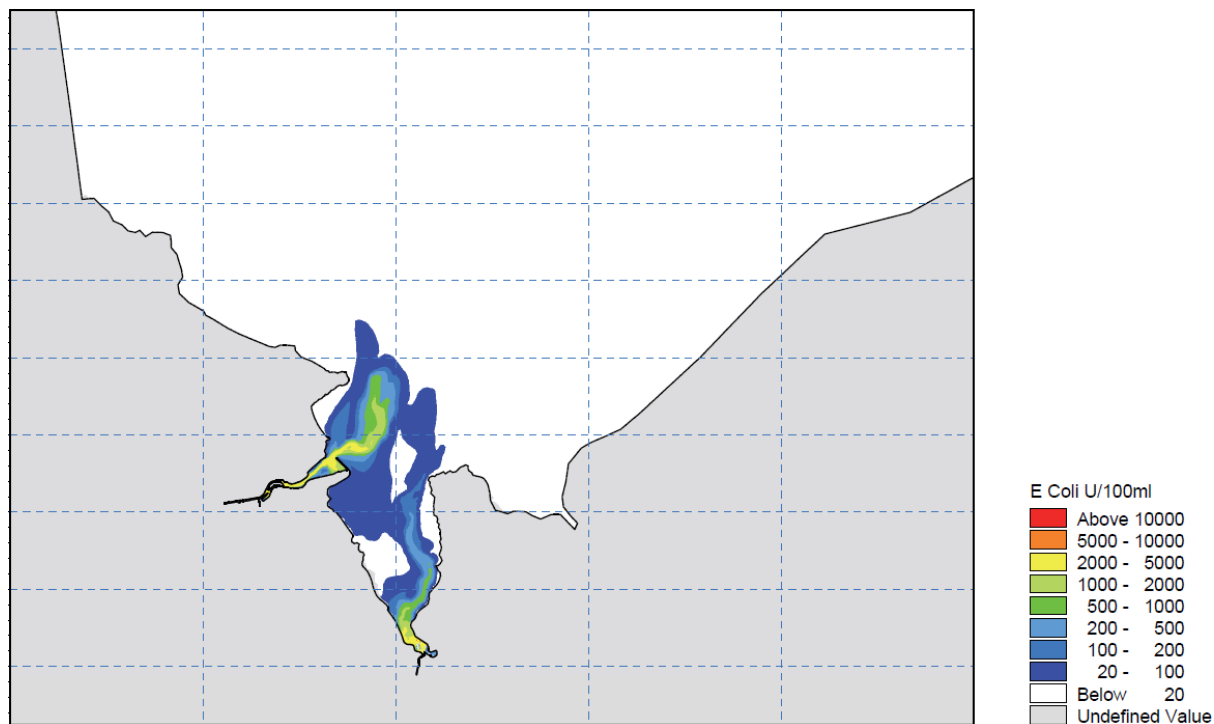 E Coli U/100ml
Above 10000
5000 - 10000
2000 - 5000
1000 - 2000
500 - 1000
200 - 500
100 - 200
20 - 100
Below 20
Undefined Value